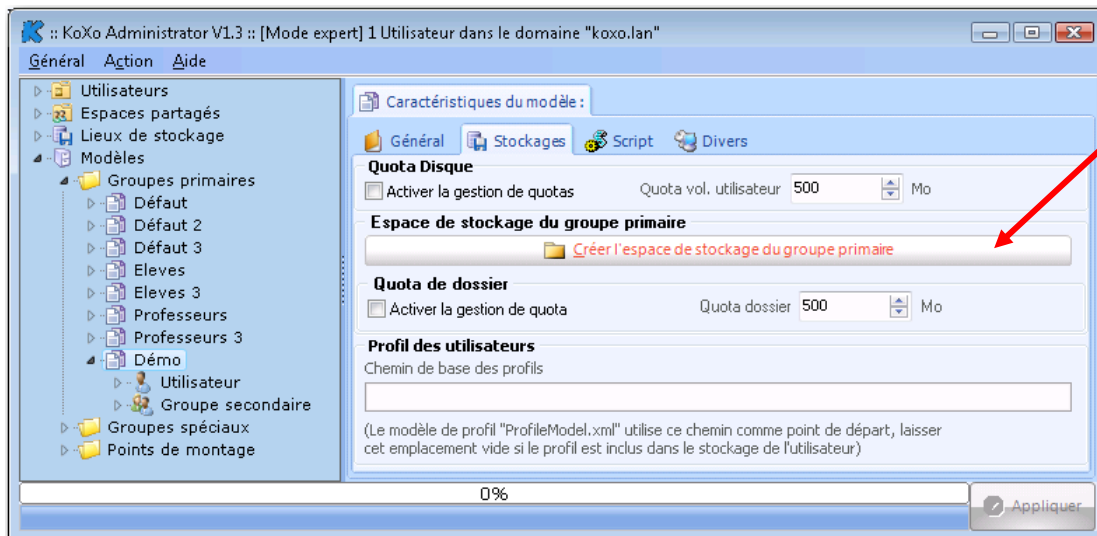 :: KoXo Administrator V1.3 :: [Mode expert] 1 Utilisateur dans le domaine "koxo.lan"
Général Action Aide
Utilisateurs
Espaces partagés
Lieux de stockage
Modèles
Groupes primaires
Défaut
Défaut 2
Défaut 3
Eleves
Eleves 3
Professeurs
Professeurs 3
Démo
Utilisateur
Groupe secondaire
Groupes spéciaux
Points de montage
Caractéristiques du modèle :
Général Stockages Script Divers
Quota Disque
Activer la gestion de quotas Quota vol. utilisateur 500 Mo
Espace de stockage du groupe primaire
Créer l'espace de stockage du groupe primaire
Quota de dossier
Activer la gestion de quota Quota dossier 500 Mo
Profil des utilisateurs
Chemin de base des profils
(Le modèle de profil "ProfileModel.xml" utilise ce chemin comme point de départ, laisser
cet emplacement vide si le profil est inclus dans le stockage de l'utilisateur)
0%
Appliquer